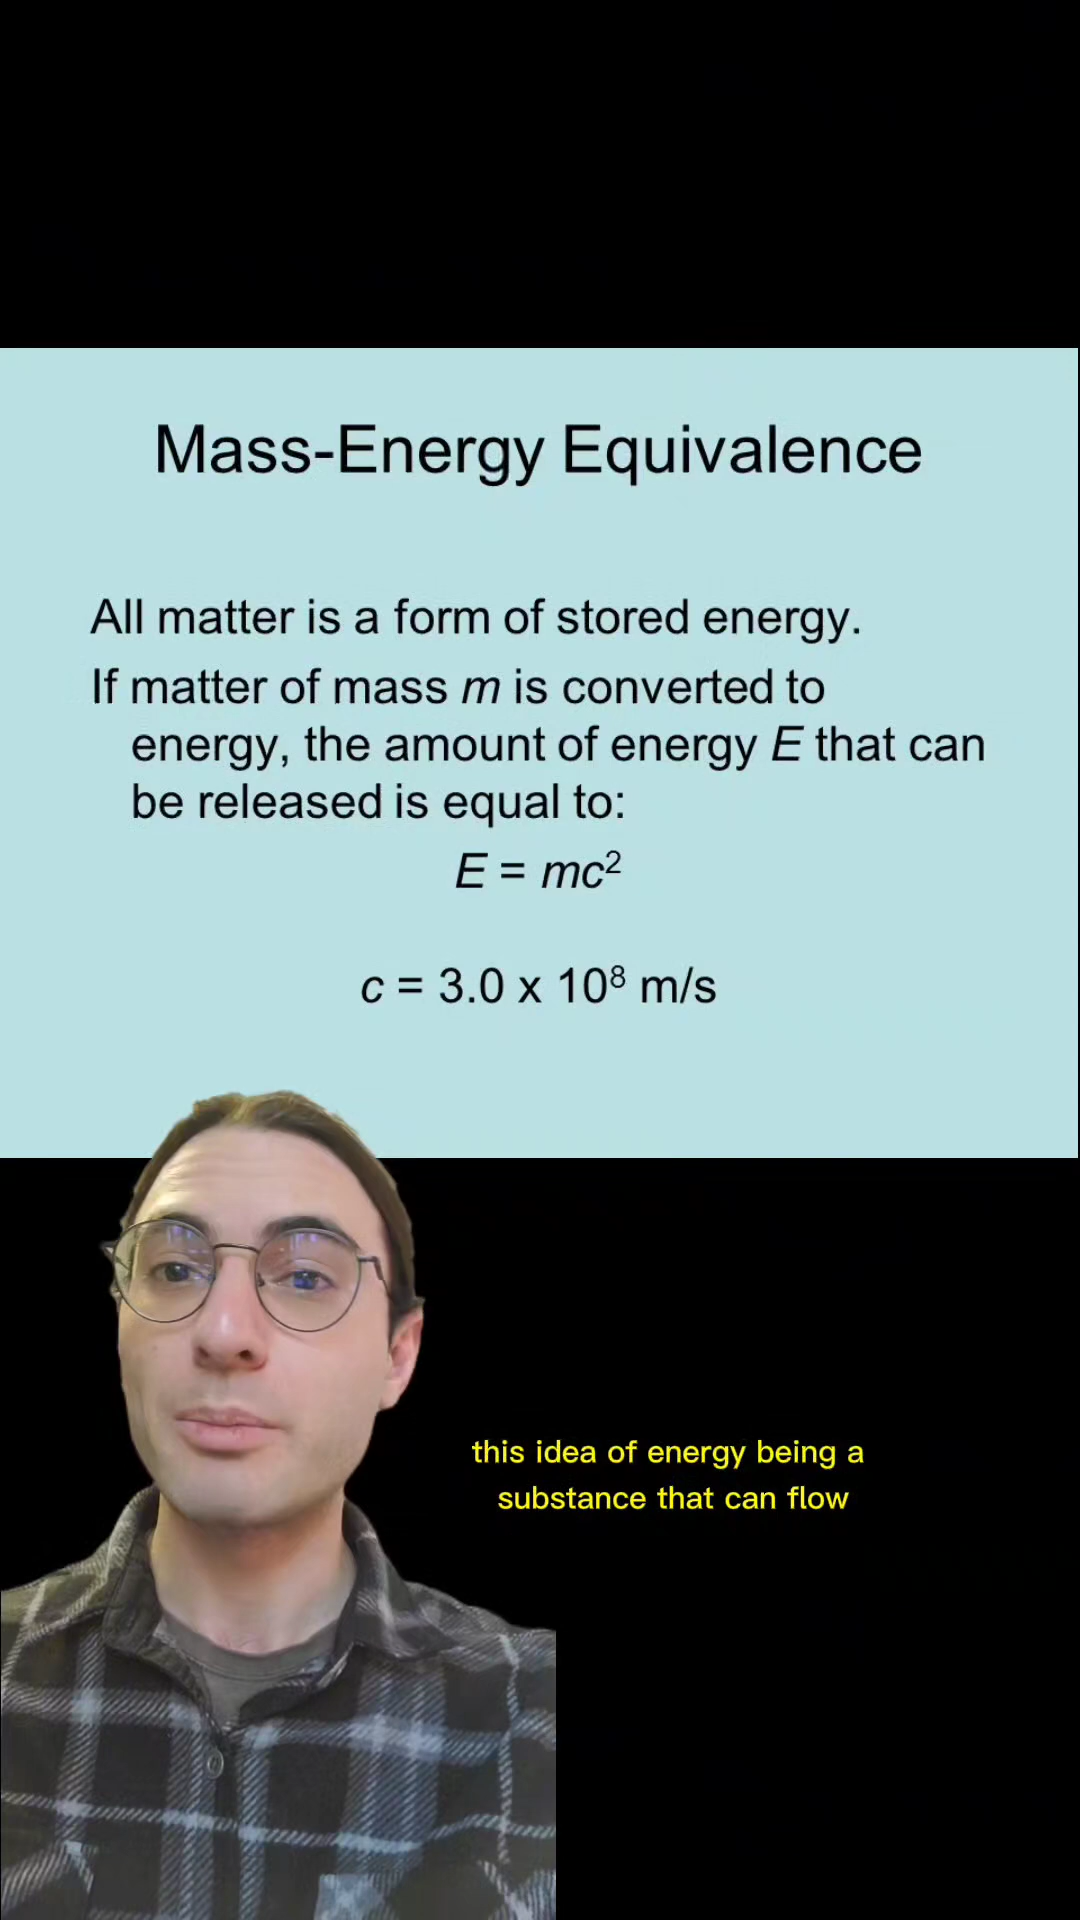 Mass-Energy Equivalence
All matter is a form of stored energy.
If matter of mass m is converted to
energy, the amount of energy E that can
be released is equal to:
E = mc²
c = 3.0 x 10⁸ m/s
this idea of energy being a
substance that can flow